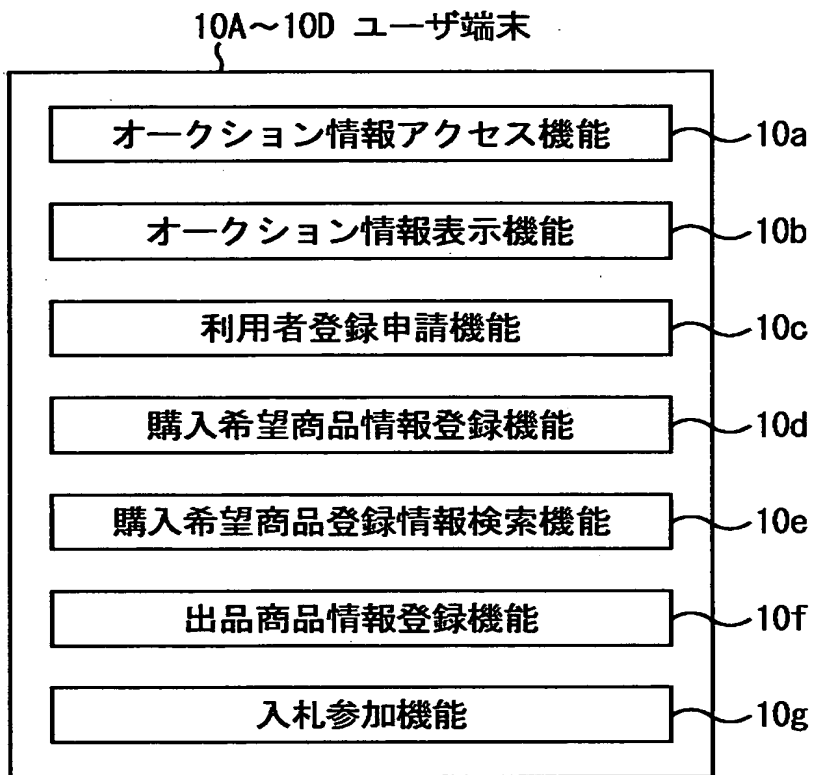 10A～10D ユーザ端末
オークション情報アクセス機能 10a
オークション情報表示機能 10b
利用者登録申請機能 10c
購入希望商品情報登録機能 10d
購入希望商品登録情報検索機能 10e
出品商品情報登録機能 10f
入札参加機能 10g